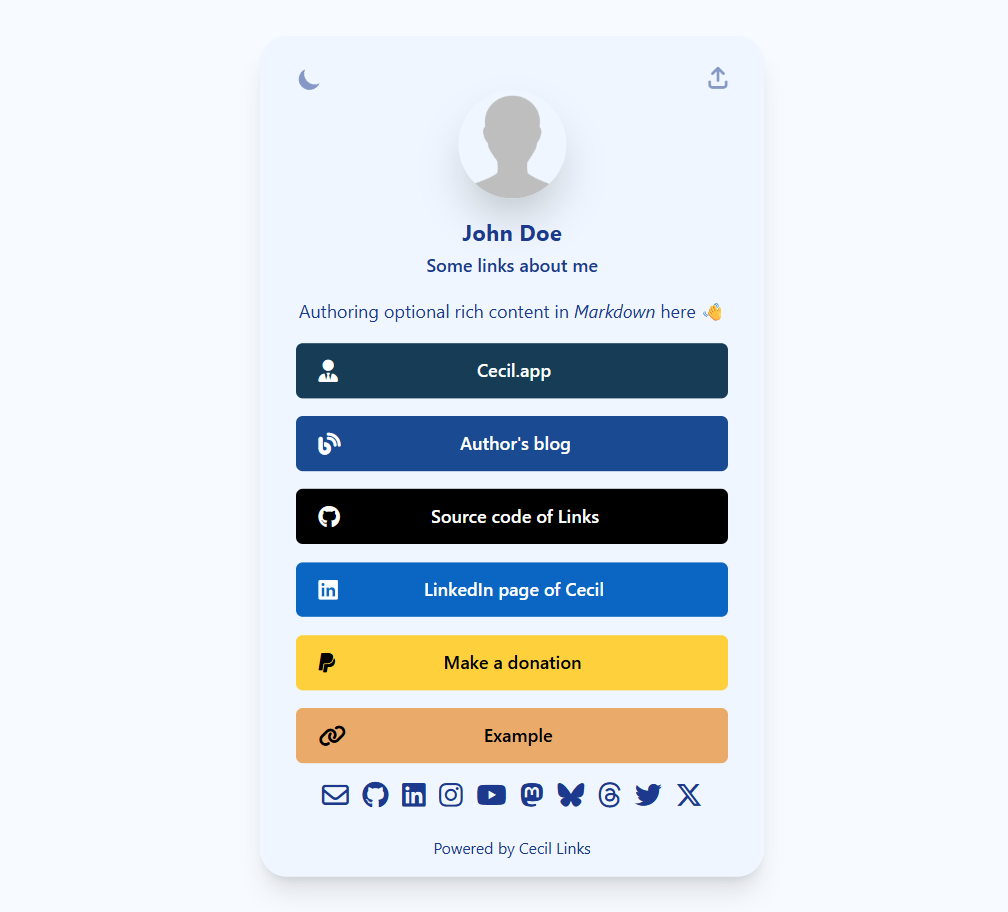 John Doe
Some links about me
Authoring optional rich content in Markdown here 👋
Cecil.app
Author's blog
Source code of Links
LinkedIn page of Cecil
Make a donation
Example
Powered by Cecil Links